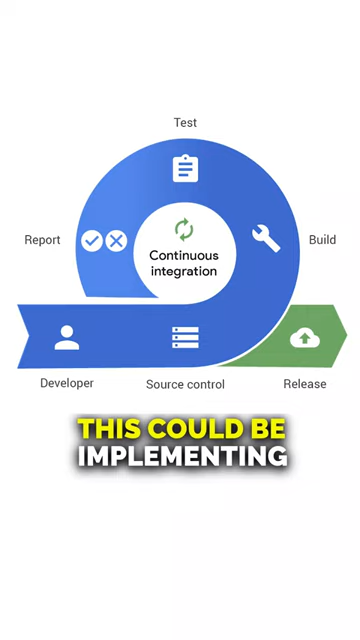 Test
Report
Continuous
integration
Build
Developer
Source control
Release
THIS COULD BE
IMPLEMENTING